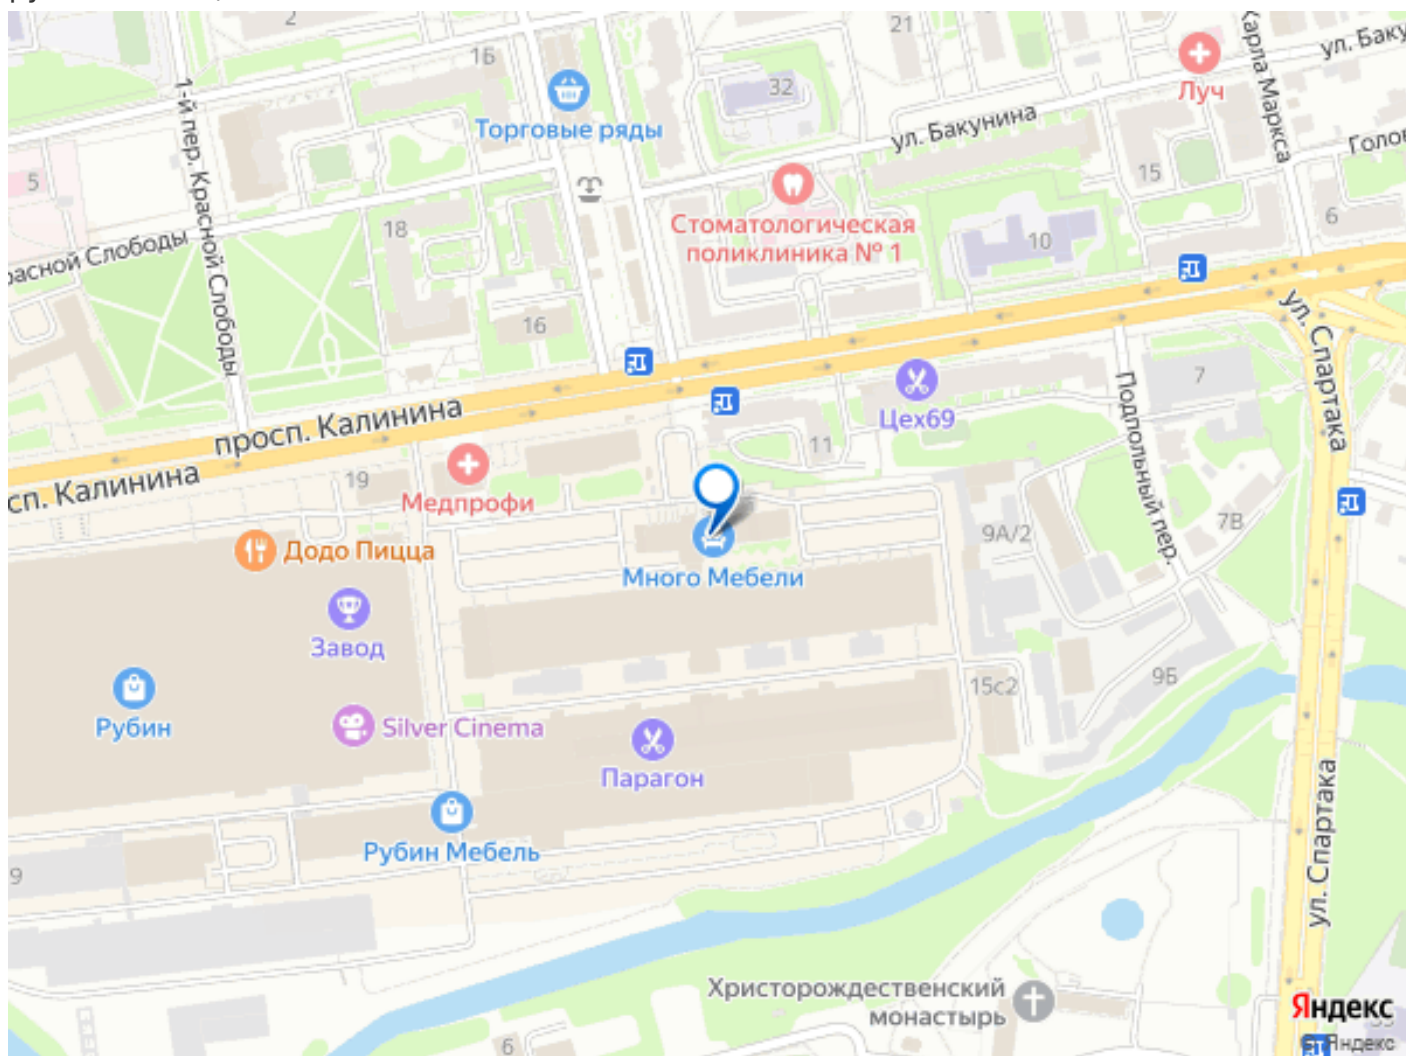 2
21
ул. Баку
1Б
Карла Маркса
Луч
32
1-й пер. Красной Слободы
Торговые ряды
ул. Бакунина
Голов
15
5
Стоматологическая
поликлиника № 1
6
18
10
расной Слободы
16
ул. Спартака
7
просп. Калинина
Цех69
Подпольный пер.
11
сп. Калинина
19
Медпрофи
9А/2
7В
Додо Пицца
Много Мебели
Завод
15с2
9Б
Рубин
Silver Cinema
Парагон
ул. Спартака
Рубин Мебель
9
Христорождественский
монастырь
Яндекс
6
© Яндекс